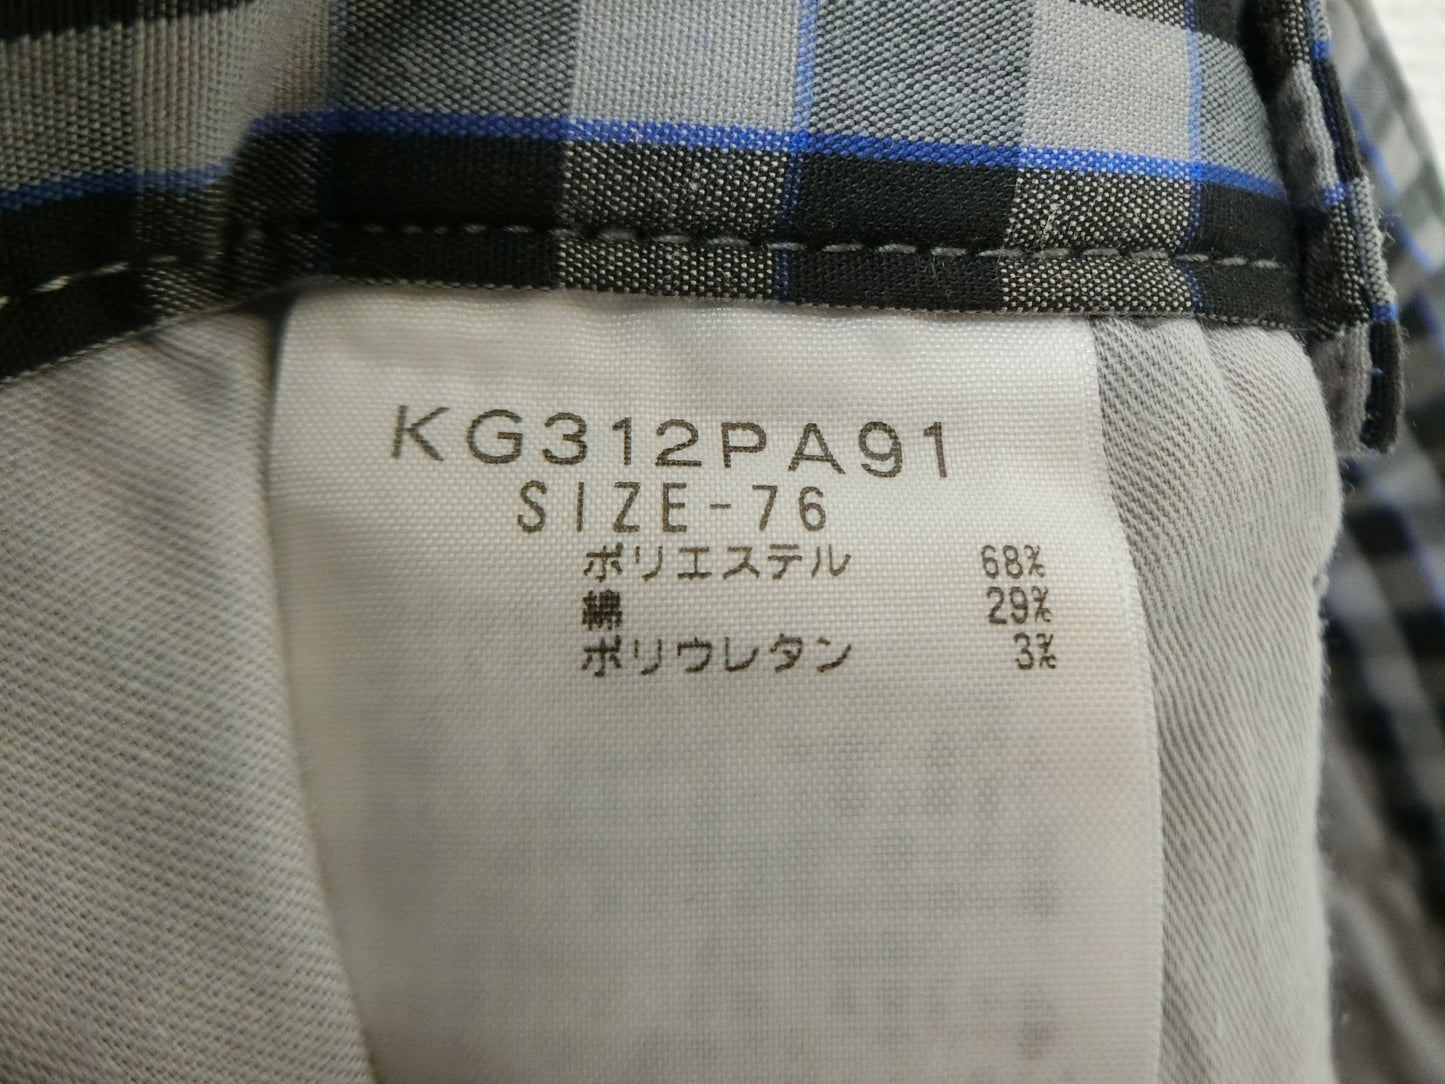 KG312PA91
SIZE-76
ポリエステル 68%
綿 29%
ポリウレタン 3%